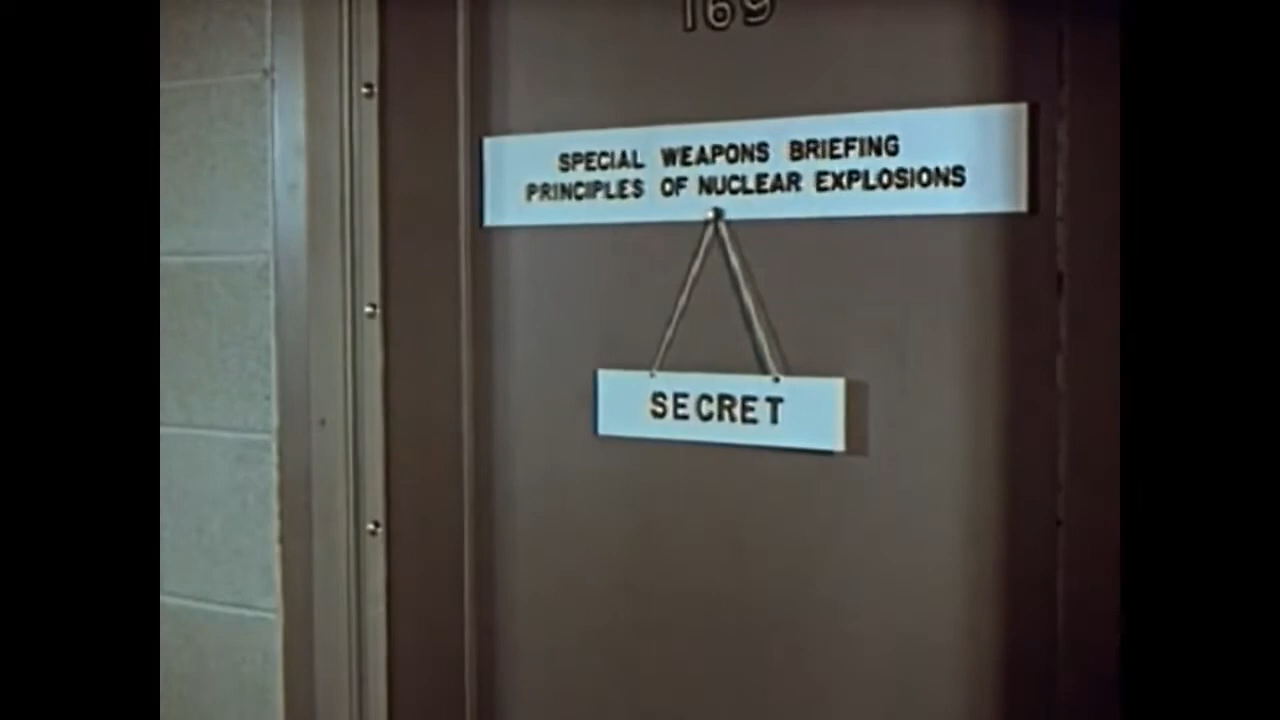 169
SPECIAL WEAPONS BRIEFING
PRINCIPLES OF NUCLEAR EXPLOSIONS
SECRET